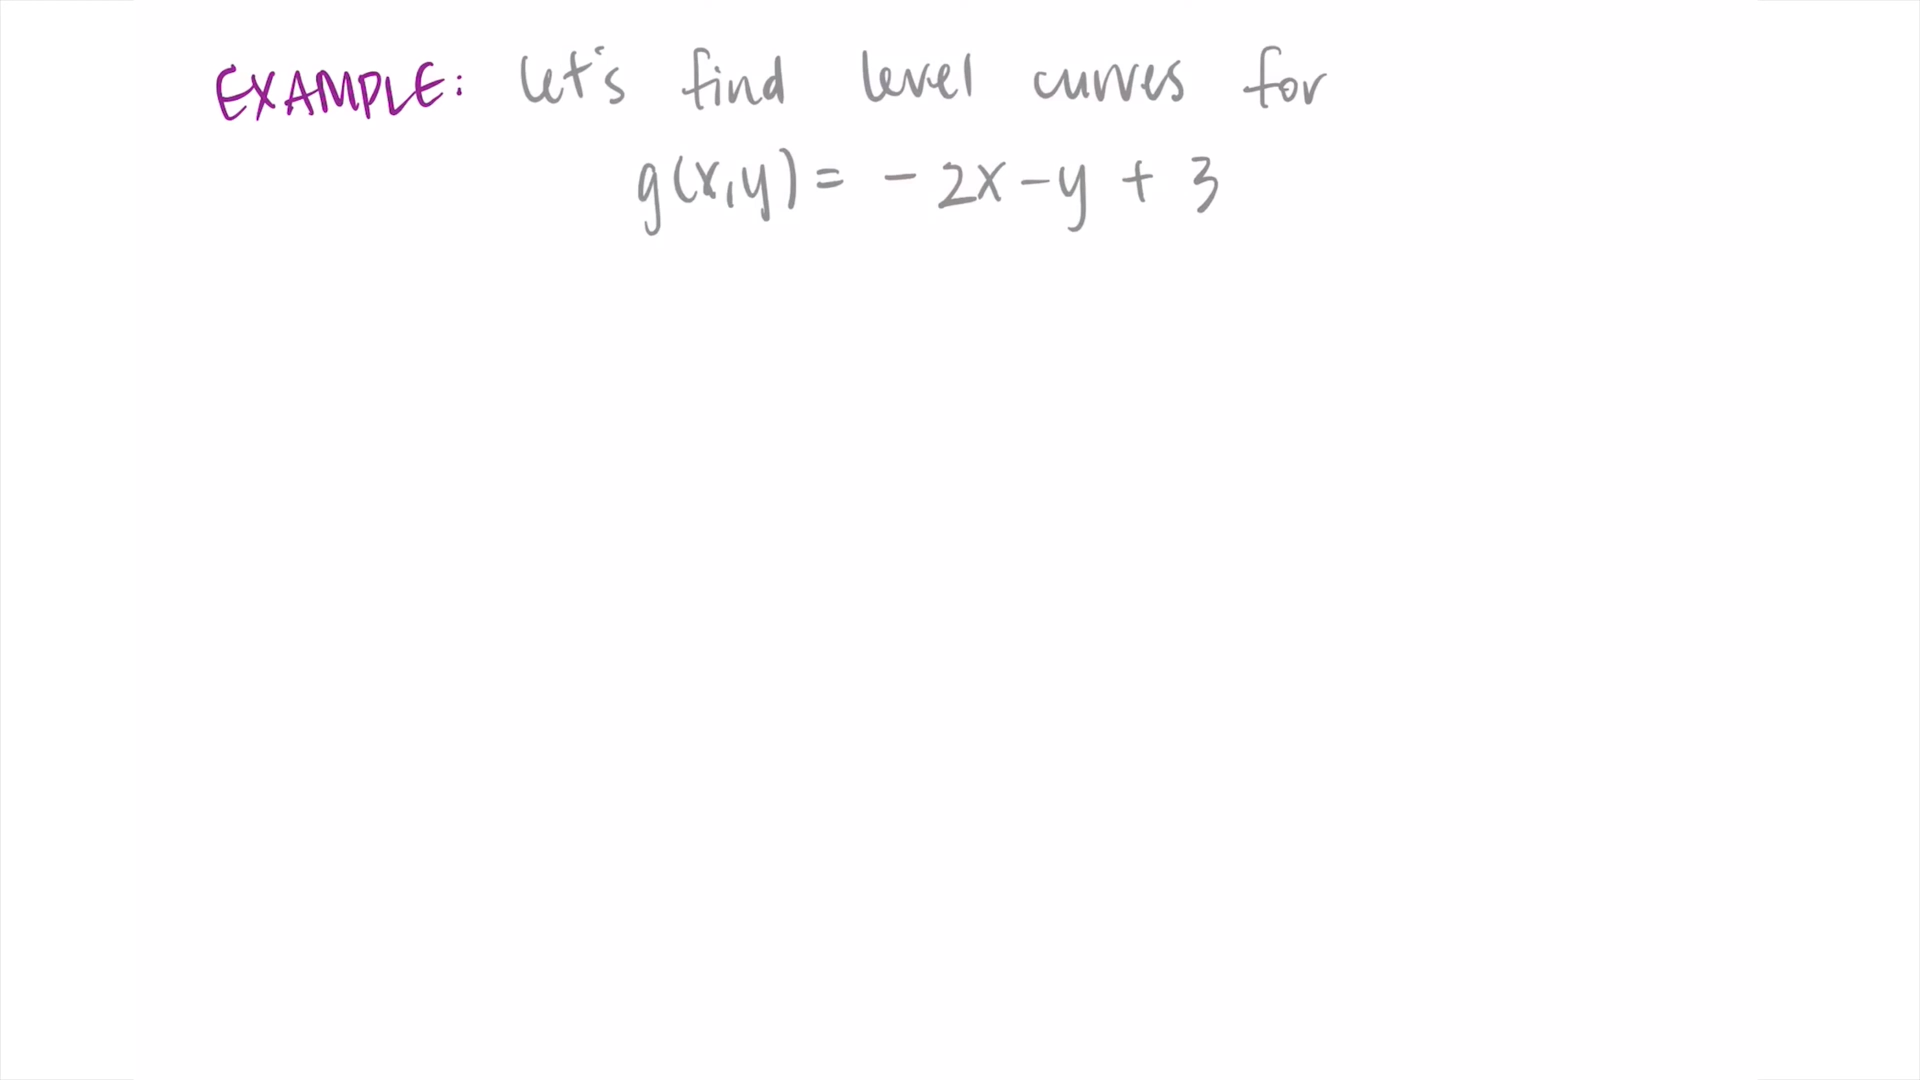 EXAMPLE: let's find level curves for
g(x,y) = - 2x - y + 3